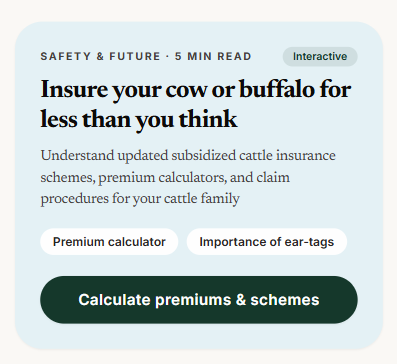 SAFETY & FUTURE · 5 MIN READ
Interactive
Insure your cow or buffalo for
less than you think
Understand updated subsidized cattle insurance
schemes, premium calculators, and claim
procedures for your cattle family
Premium calculator
Importance of ear-tags
Calculate premiums & schemes